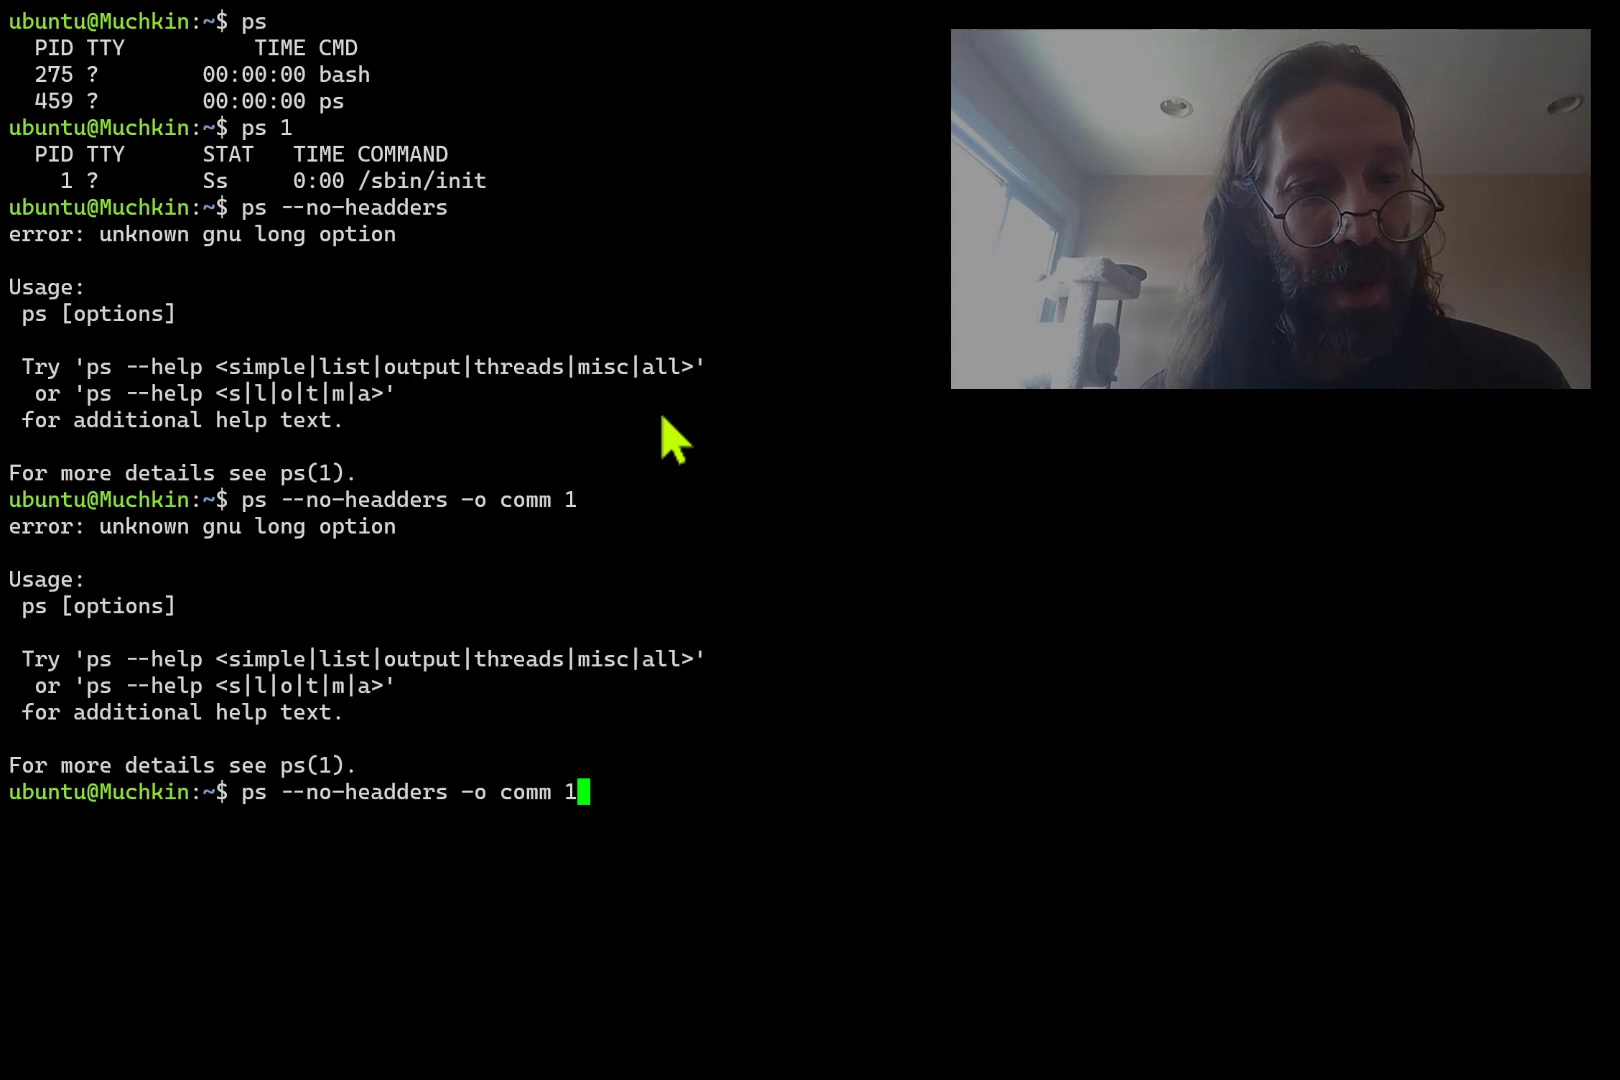 ubuntu@Muchkin:~$ ps
PID TTY TIME CMD
275 ? 00:00:00 bash
459 ? 00:00:00 ps
ubuntu@Muchkin:~$ ps 1
PID TTY STAT TIME COMMAND
1 ? Ss 0:00 /sbin/init
ubuntu@Muchkin:~$ ps --no-headders
error: unknown gnu long option
Usage:
ps [options]
Try 'ps --help <simple|list|output|threads|misc|all>'
or 'ps --help <s|l|o|t|m|a>'
for additional help text.
For more details see ps(1).
ubuntu@Muchkin:~$ ps --no-headders -o comm 1
error: unknown gnu long option
Usage:
ps [options]
Try 'ps --help <simple|list|output|threads|misc|all>'
or 'ps --help <s|l|o|t|m|a>'
for additional help text.
For more details see ps(1).
ubuntu@Muchkin:~$ ps --no-headders -o comm 1